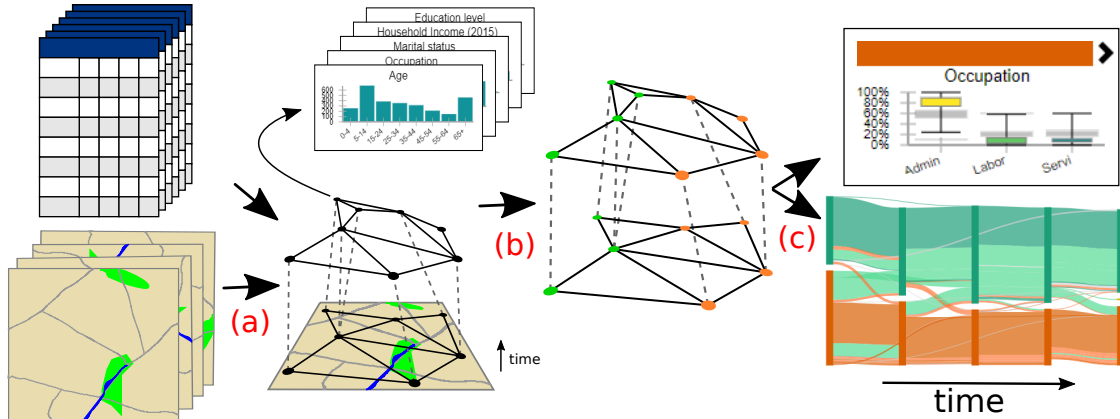 Education level
Household Income (2015)
Marital status
Occupation
Age
600
500
400
300
200
100
0
0-4
5-14
15-24
25-34
35-44
45-54
55-64
65+
(a)
time
(b)
(c)
Occupation
100%
80%
60%
40%
20%
0%
Admin
Labor
Servi
time